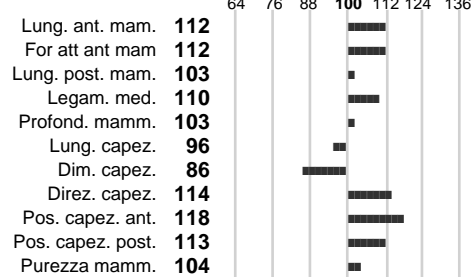 64 76 88 100 112 124 136
Lung. ant. mam. 112
For att ant mam 112
Lung. post. mam. 103
Legam. med. 110
Profond. mamm. 103
Lung. capez. 96
Dim. capez. 86
Direz. capez. 114
Pos. capez. ant. 118
Pos. capez. post. 113
Purezza mamm. 104